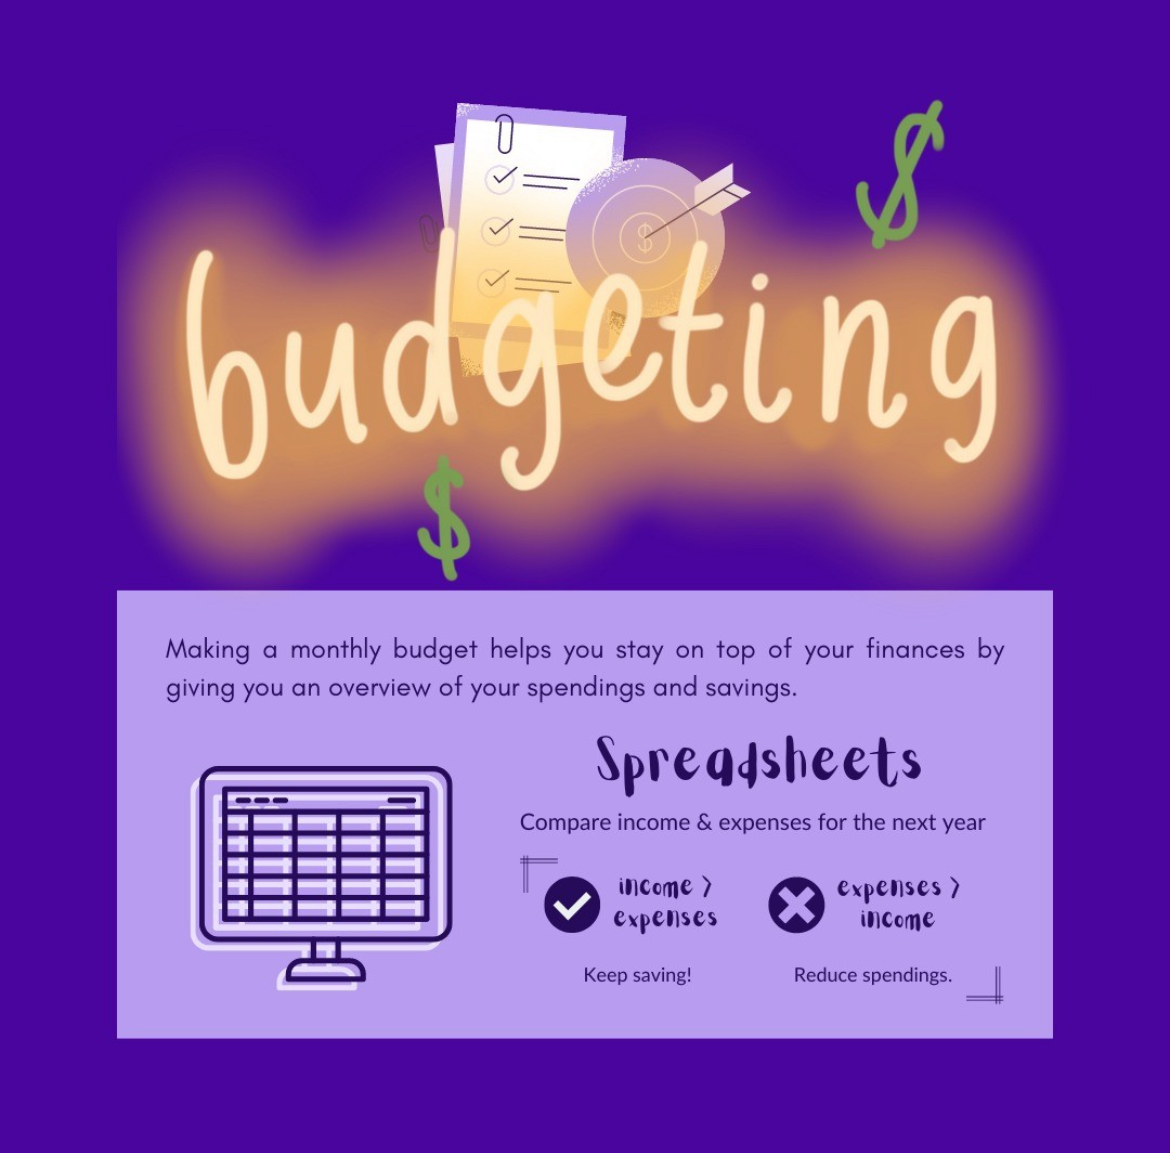 $
$
budgeting
$
Making a monthly budget helps you stay on top of your finances by
giving you an overview of your spendings and savings.
Spreadsheets
Compare income & expenses for the next year
income >
expenses
expenses >
income
Keep saving!
Reduce spendings.